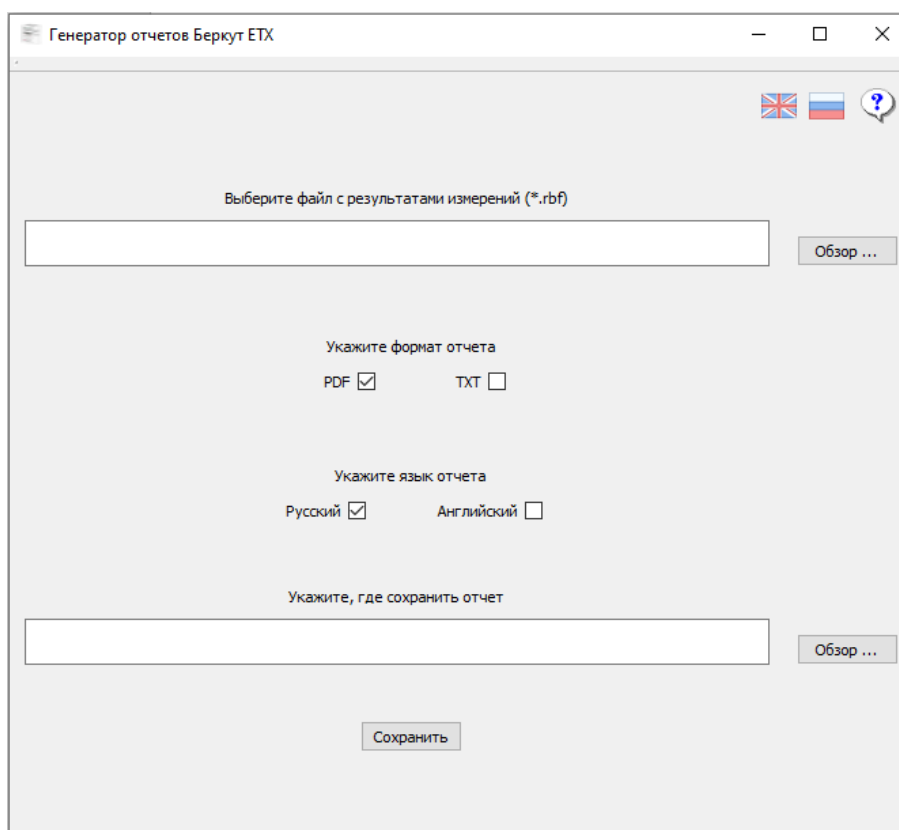 Генератор отчетов Беркут ETX
Выберите файл с результатами измерений (*.rbf)
Обзор ...
Укажите формат отчета
PDF TXT
Укажите язык отчета
Русский Английский
Укажите, где сохранить отчет
Обзор ...
Сохранить